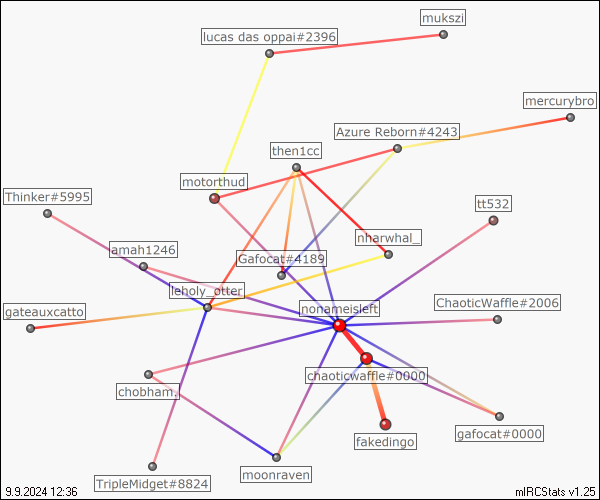 mukszi
lucas das oppai#2396
mercurybro
Azure Reborn#4243
then1cc
motorthud
Thinker#5995
tt532
nharwhal_
amah1246
Gafocat#4189
leholy_otter
nonameisleft
ChaoticWaffle#2006
gateauxcatto
chaoticwaffle#0000
chobham.
gafocat#0000
fakedingo
moonraven
TripleMidget#8824
9.9.2024 12:36
mIRCStats v1.25